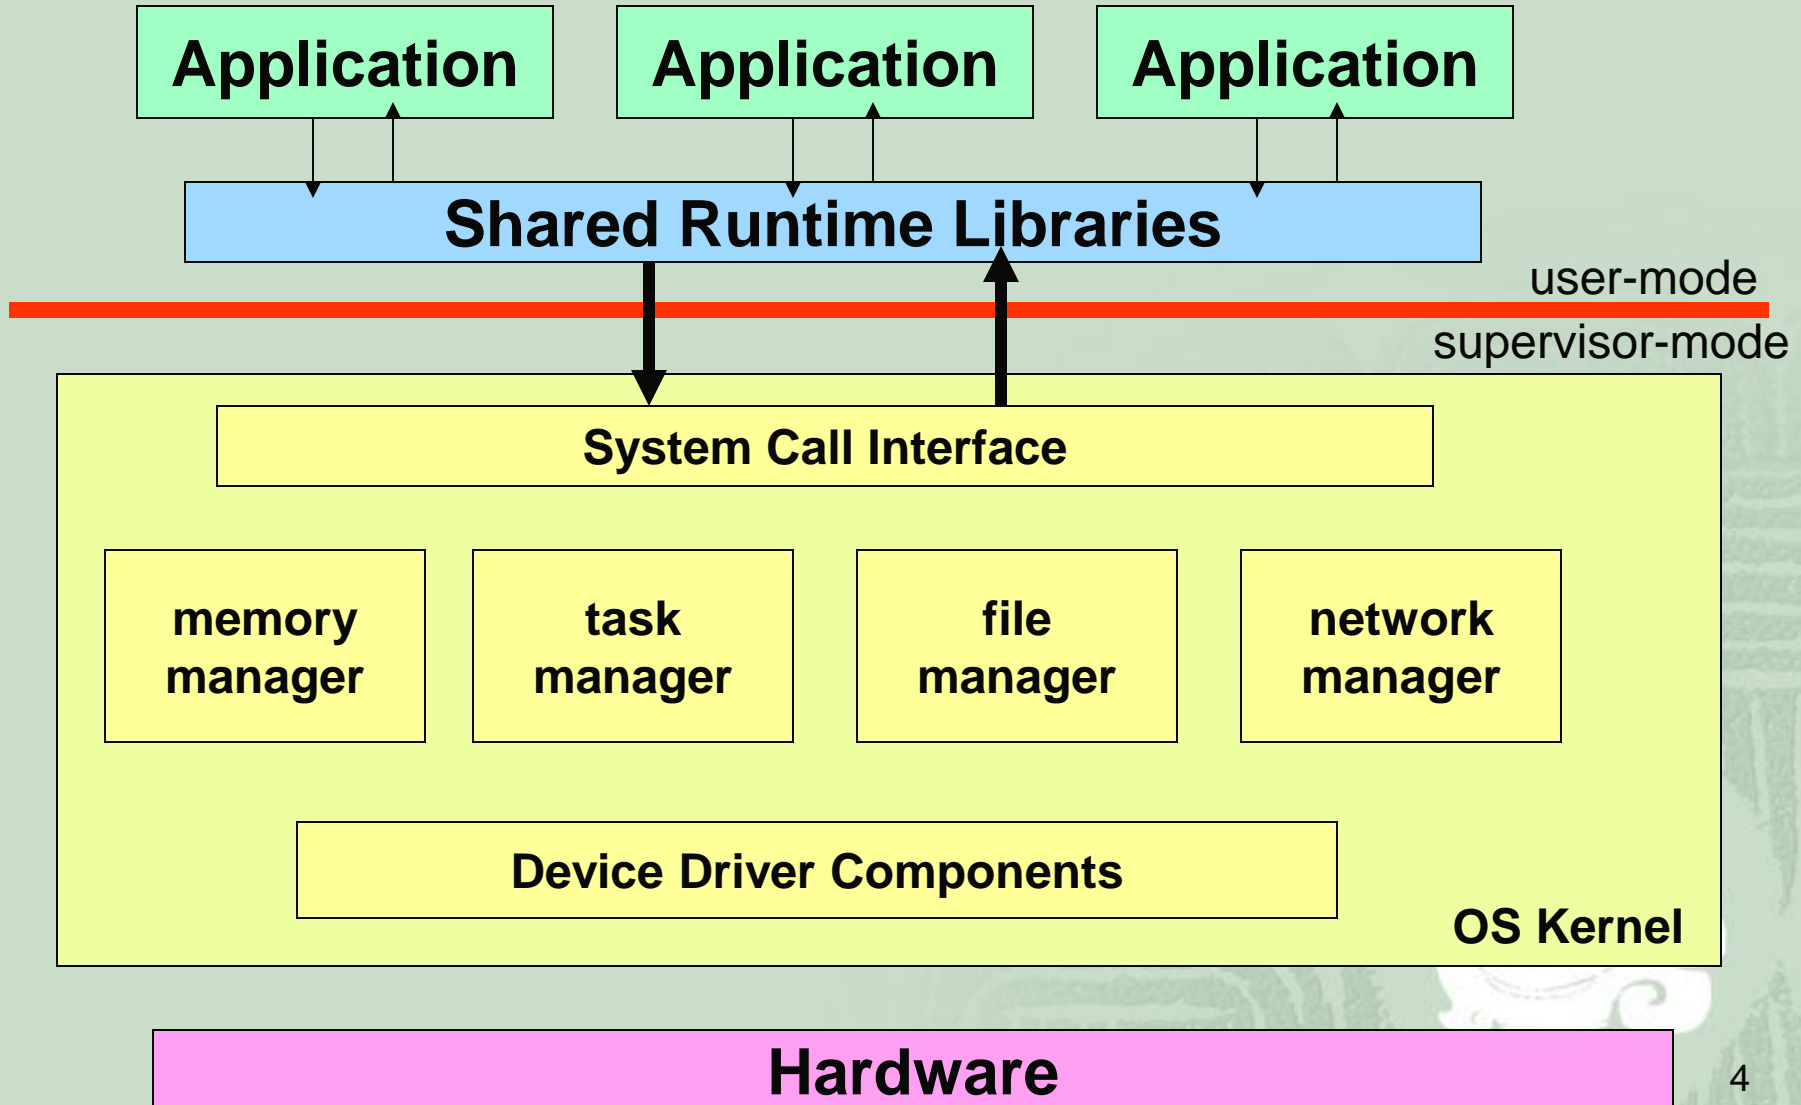 Application
Application
Application
Shared Runtime Libraries
user-mode
supervisor-mode
System Call Interface
memory
manager
task
manager
file
manager
network
manager
Device Driver Components
OS Kernel
Hardware
4